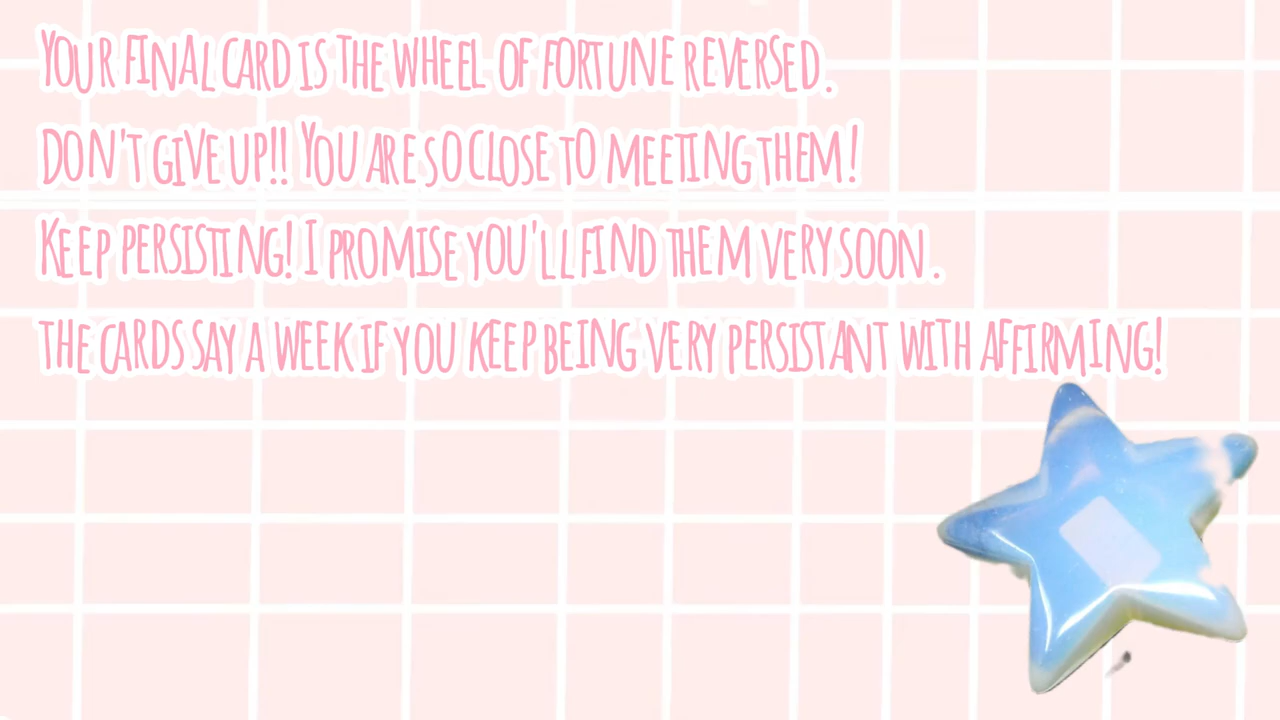 Your final card is the wheel of fortune reversed.
Don't give up!! You are so close to meeting them!
Keep persisting! I promise you'll find them very soon.
The cards say a week if you keep being very persistant with affirming!